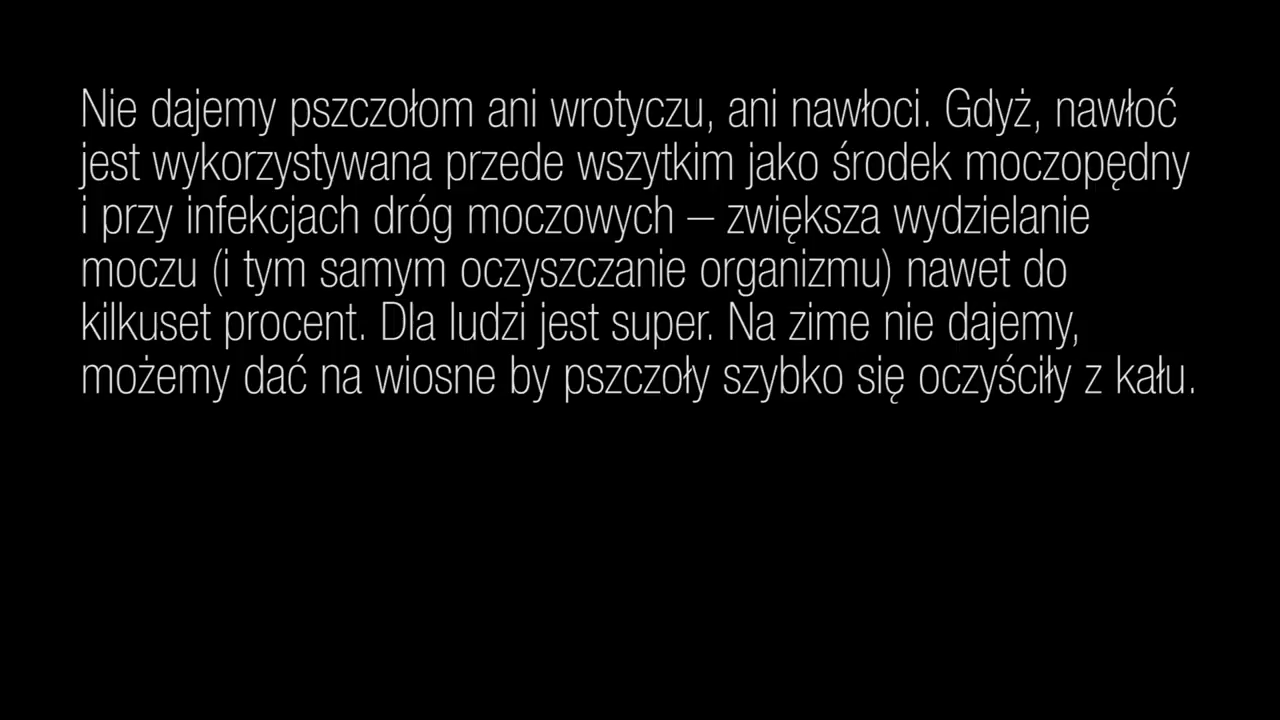 Nie dajemy pszczołom ani wrotyczu, ani nawłoci. Gdyż, nawłoć
jest wykorzystywana przede wszytkim jako środek moczopędny
i przy infekcjach dróg moczowych – zwiększa wydzielanie
moczu (i tym samym oczyszczanie organizmu) nawet do
kilkuset procent. Dla ludzi jest super. Na zime nie dajemy,
możemy dać na wiosne by pszczoły szybko się oczyściły z kału.